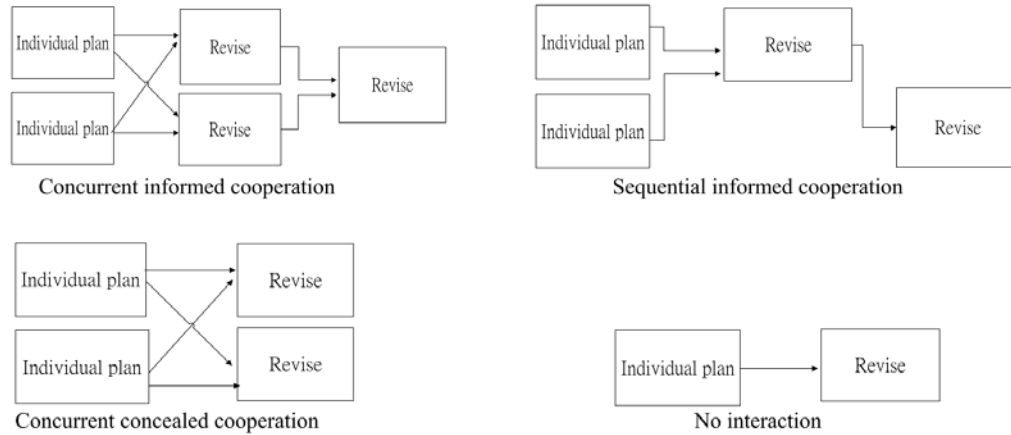 Individual plan
Revise
Individual plan
Revise
Revise
Concurrent informed cooperation
Individual plan
Revise
Individual plan
Revise
Sequential informed cooperation
Individual plan
Revise
Individual plan
Revise
Concurrent concealed cooperation
Individual plan
Revise
No interaction